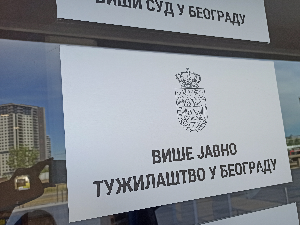 ВИШИ СУД У БЕОГРАДУ
ВИШЕ ЈАВНО
ТУЖИЛАШТВО У БЕОГРАДУ